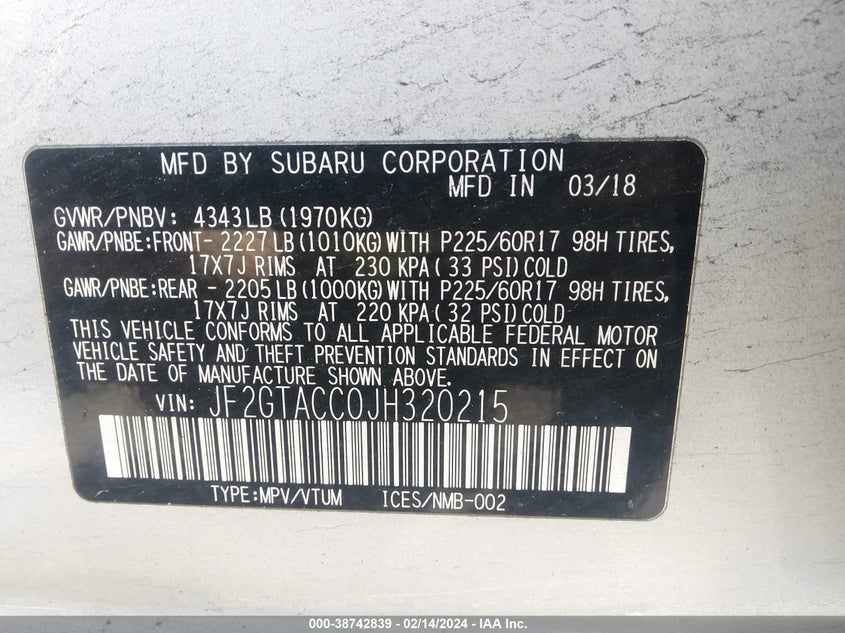 MFD BY SUBARU CORPORATION
MFD IN 03/18
GVWR/PNBV: 4343LB (1970KG)
GAWR/PNBE:FRONT- 2227 LB (1010KG) WITH P225/60R17 98H TIRES,
17X7J RIMS AT 230 KPA ( 33 PSI) COLD
GAWR/PNBE:REAR - 2205 LB (1000KG) WITH P225/60R17 98H TIRES,
17X7J RIMS AT 220 KPA ( 32 PSI) COLD
THIS VEHICLE CONFORMS TO ALL APPLICABLE FEDERAL MOTOR
VEHICLE SAFETY AND THEFT PREVENTION STANDARDS IN EFFECT ON
THE DATE OF MANUFACTURE SHOWN ABOVE.
VIN: JF2GTACC0JH320215
TYPE:MPV/VTUM ICES/NMB-002
000-38742839 - 02/14/2024 - IAA Inc.